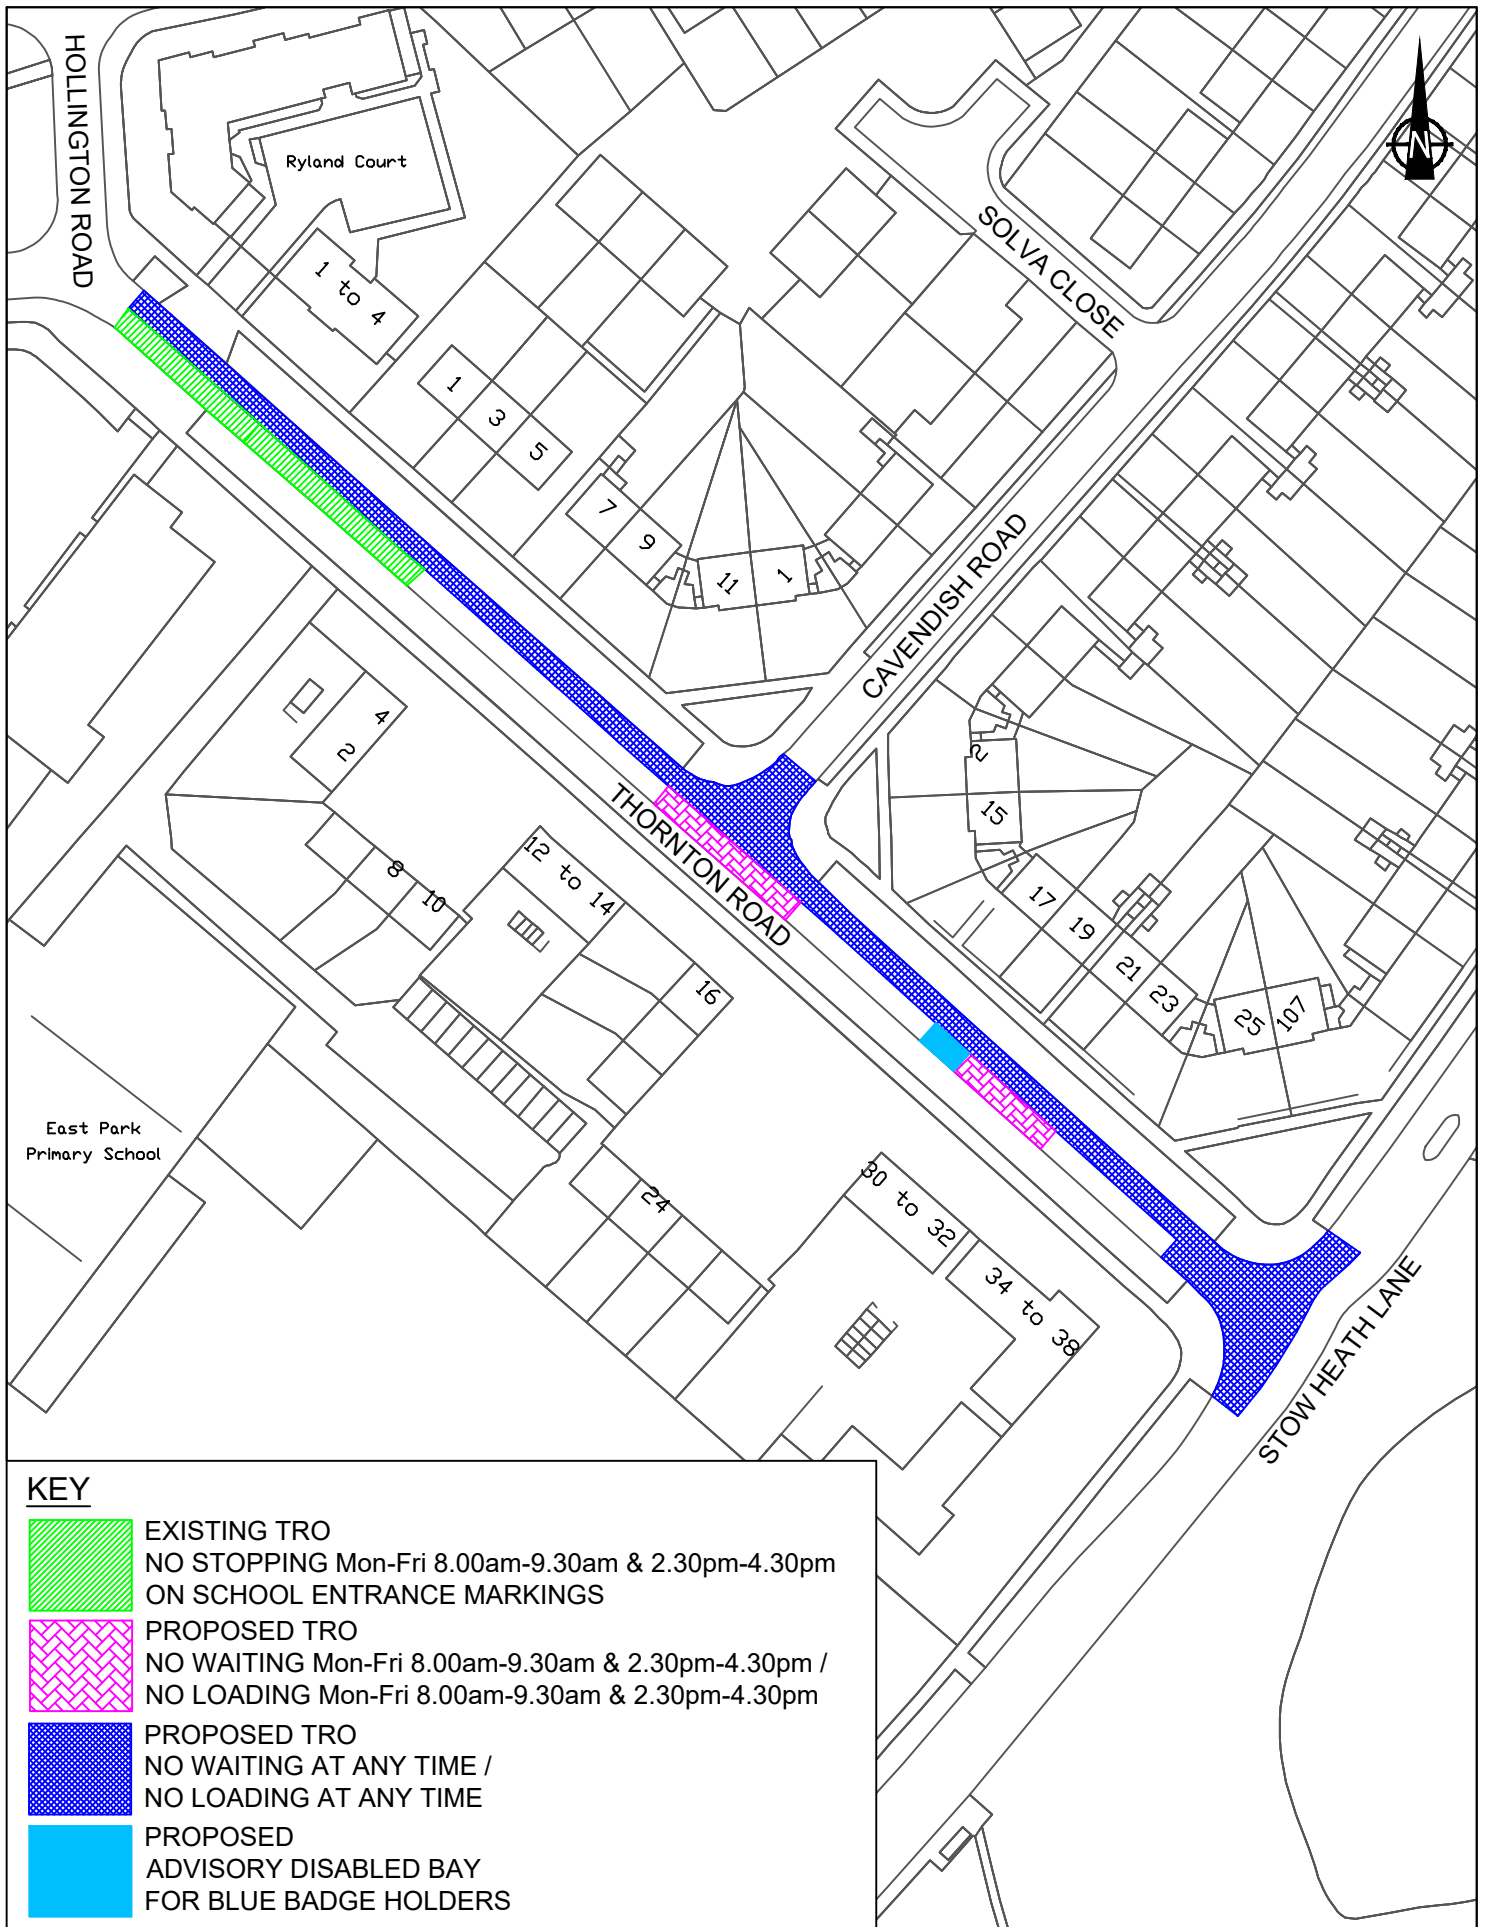 HOLLINGTON ROAD
Ryland Court
N
SOLVA CLOSE
1 to 4
1
3
5
7
9
11
1
CAVENDISH ROAD
4
2
2
15
THORNTON ROAD
12 to 14
8
10
17
19
21
23
25
107
16
East Park
Primary School
24
30 to 32
34 to 38
STOW HEATH LANE
KEY
EXISTING TRO
NO STOPPING Mon-Fri 8.00am-9.30am & 2.30pm-4.30pm
ON SCHOOL ENTRANCE MARKINGS
PROPOSED TRO
NO WAITING Mon-Fri 8.00am-9.30am & 2.30pm-4.30pm /
NO LOADING Mon-Fri 8.00am-9.30am & 2.30pm-4.30pm
PROPOSED TRO
NO WAITING AT ANY TIME /
NO LOADING AT ANY TIME
PROPOSED
ADVISORY DISABLED BAY
FOR BLUE BADGE HOLDERS